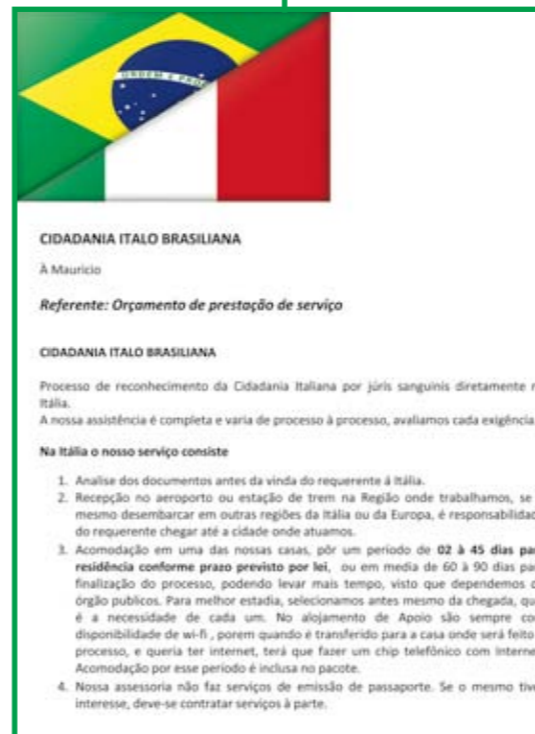 ORDEM E PRO
CIDADANIA ITALO BRASILIANA
À Mauricio
Referente: Orçamento de prestação de serviço
CIDADANIA ITALO BRASILIANA
Processo de reconhecimento da Cidadania Italiana por júris sanguinis diretamente n
Itália.
A nossa assistência é completa e varia de processo à processo, avaliamos cada exigência.
Na Itália o nosso serviço consiste
1. Analise dos documentos antes da vinda do requerente á Itália.
2. Recepção no aeroporto ou estação de trem na Região onde trabalhamos, se
mesmo desembarcar em outras regiões da Itália ou da Europa, é responsabilidad
do requerente chegar até a cidade onde atuamos.
3. Acomodação em uma das nossas casas, pôr um período de 02 à 45 dias par
residência conforme prazo previsto por lei, ou em media de 60 à 90 dias par
finalização do processo, podendo levar mais tempo, visto que dependemos d
órgão publicos. Para melhor estadia, selecionamos antes mesmo da chegada, qu
é a necessidade de cada um. No alojamento de Apoio são sempre co
disponibilidade de wi-fi , porem quando é transferido para a casa onde será feito
processo, e queria ter internet, terá que fazer um chip telefônico com Interne
Acomodação por esse período é inclusa no pacote.
4. Nossa assessoria não faz serviços de emissão de passaporte. Se o mesmo tive
interesse, deve-se contratar serviços à parte.